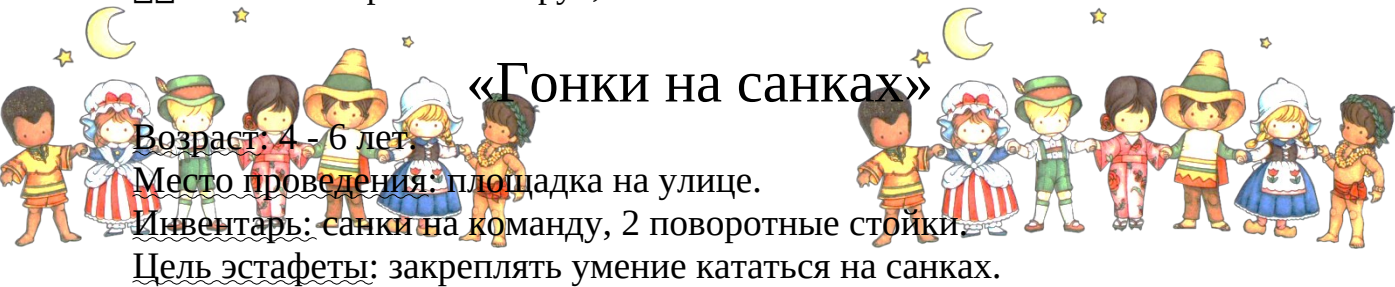 «Гонки на санках»
Возраст: 4 - 6 лет.
Место проведения: площадка на улице.
Инвентарь: санки на команду, 2 поворотные стойки.
Цель эстафеты: закреплять умение кататься на санках.